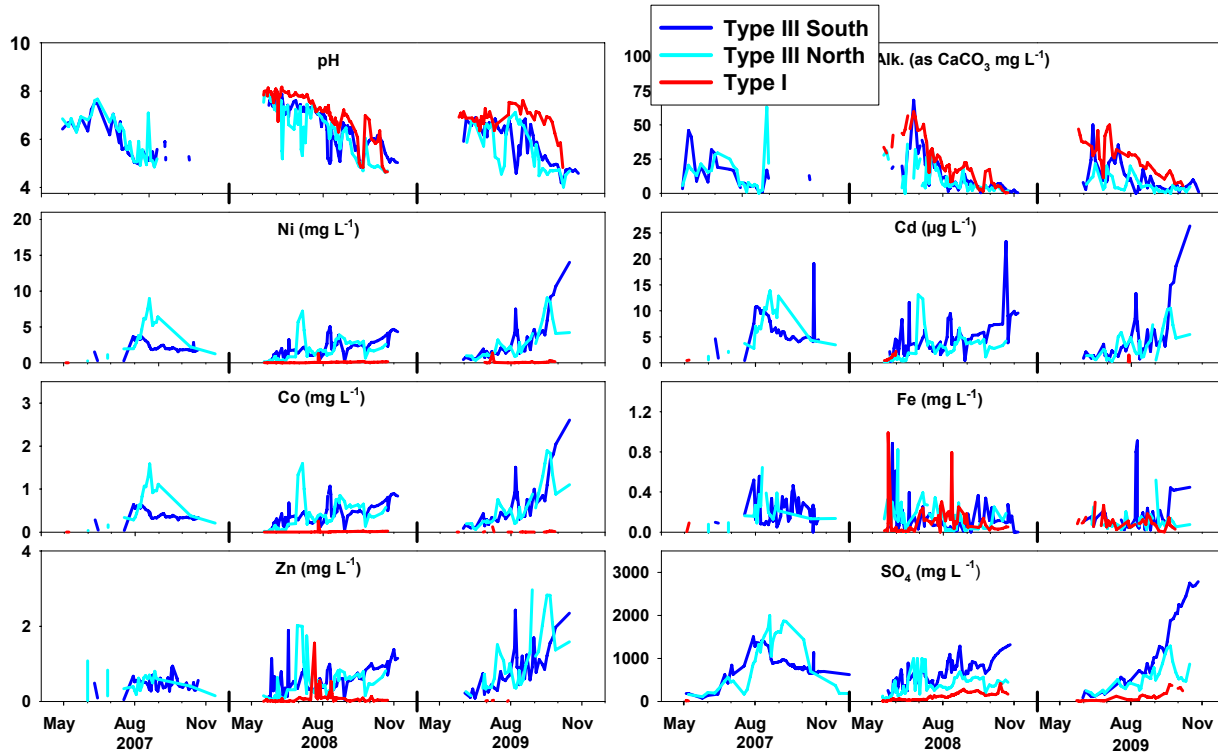 Type III South
Type III North
Type I
pH
10
8
6
4
Alk. (as CaCO3 mg L-1)
100
75
50
25
0
Ni (mg L-1)
20
15
10
5
0
Cd (µg L-1)
25
20
15
10
5
0
Co (mg L-1)
3
2
1
0
Fe (mg L-1)
1.2
0.8
0.4
0.0
Zn (mg L-1)
4
2
0
SO4 (mg L-1)
3000
2000
1000
0
May Aug Nov May Aug Nov May Aug Nov
2007 2008 2009
May Aug Nov May Aug Nov May Aug Nov
2007 2008 2009